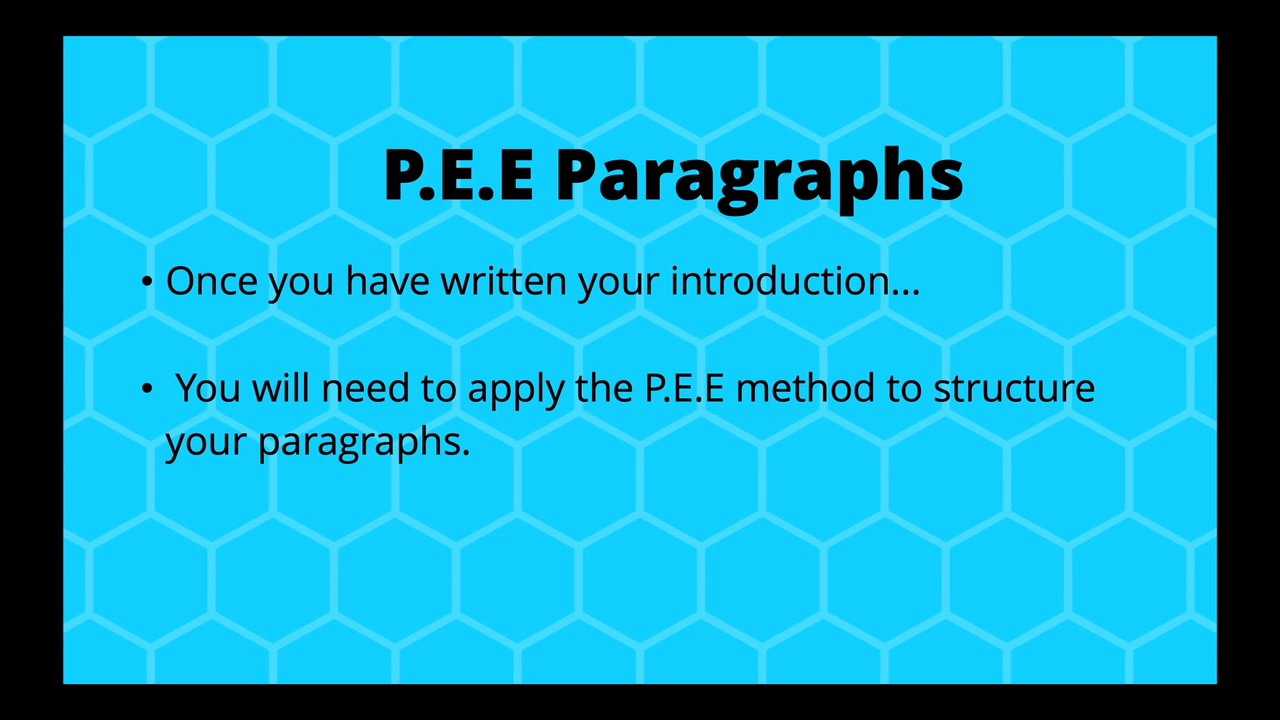 P.E.E Paragraphs
• Once you have written your introduction...
• You will need to apply the P.E.E method to structure
your paragraphs.